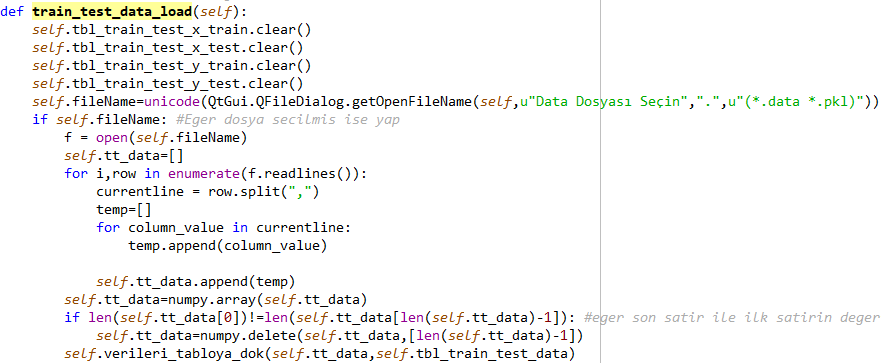 def train_test_data_load(self):
self.tbl_train_test_x_train.clear()
self.tbl_train_test_x_test.clear()
self.tbl_train_test_y_train.clear()
self.tbl_train_test_y_test.clear()
self.fileName=unicode(QtGui.QFileDialog.getOpenFileName(self,u"Data Dosyası Seçin",".",u"(*.data *.pkl)"))
if self.fileName: #Eger dosya secilmis ise yap
f = open(self.fileName)
self.tt_data=[]
for i,row in enumerate(f.readlines()):
currentline = row.split(",")
temp=[]
for column_value in currentline:
temp.append(column_value)
self.tt_data.append(temp)
self.tt_data=numpy.array(self.tt_data)
if len(self.tt_data[0])!=len(self.tt_data[len(self.tt_data)-1]): #eger son satir ile ilk satirin deger
self.tt_data=numpy.delete(self.tt_data,[len(self.tt_data)-1])
self.verileri_tabloya_dok(self.tt_data,self.tbl_train_test_data)